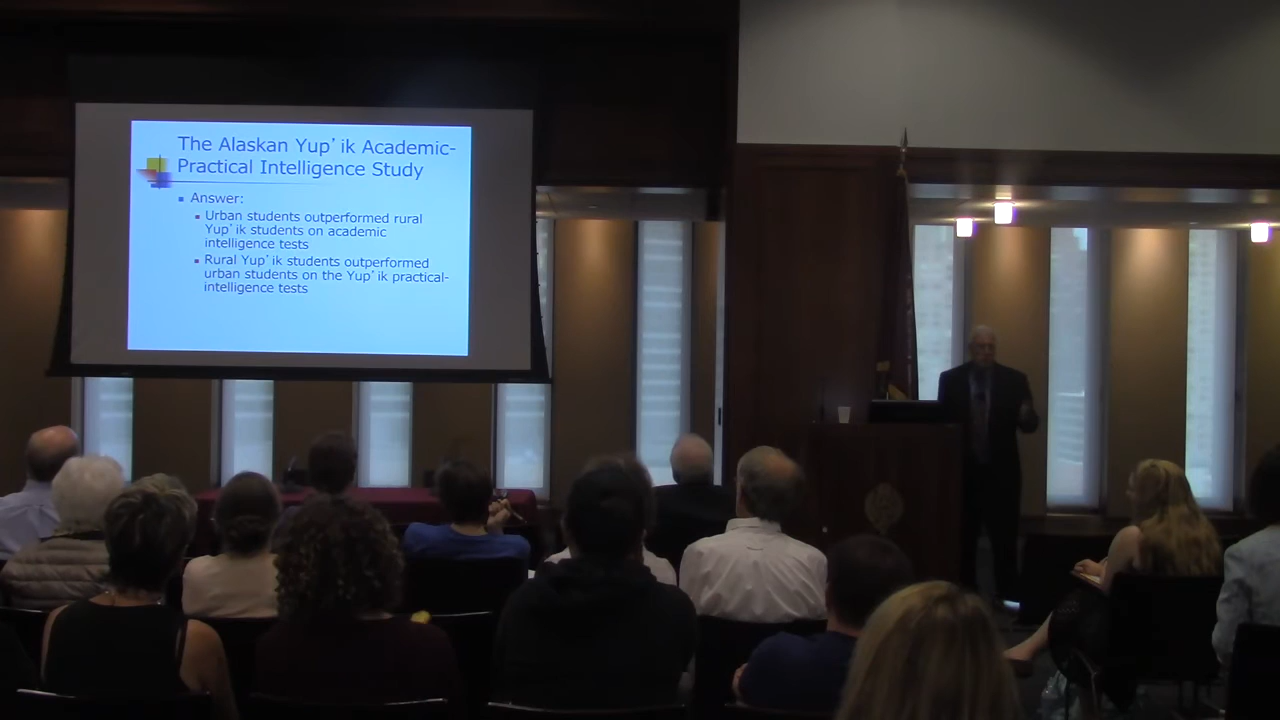 The Alaskan Yup'ik Academic-
Practical Intelligence Study
Answer:
Urban students outperformed rural
Yup'ik students on academic
intelligence tests
Rural Yup'ik students outperformed
urban students on the Yup'ik practical-
intelligence tests